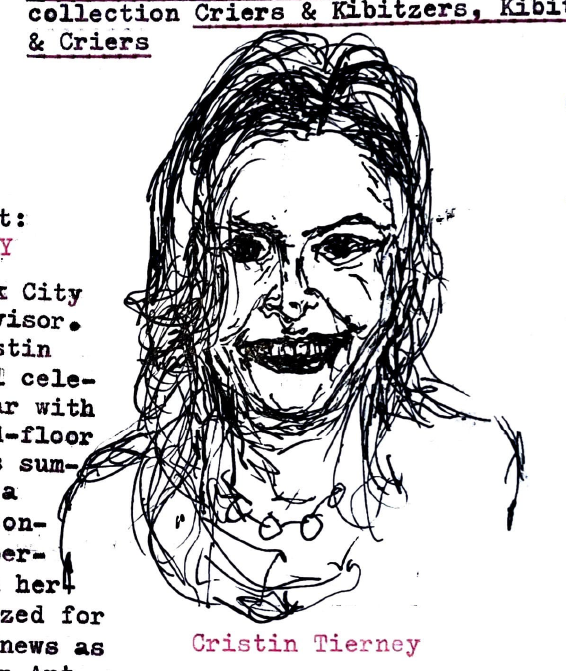 collection Criers & Kibitzers, Kibit
& Criers
t:
Y
k City
visor.
stin
cele-
ar with
-floor
s sum-
a
on-
er-
her
zed for
news as
Cristin Tierney